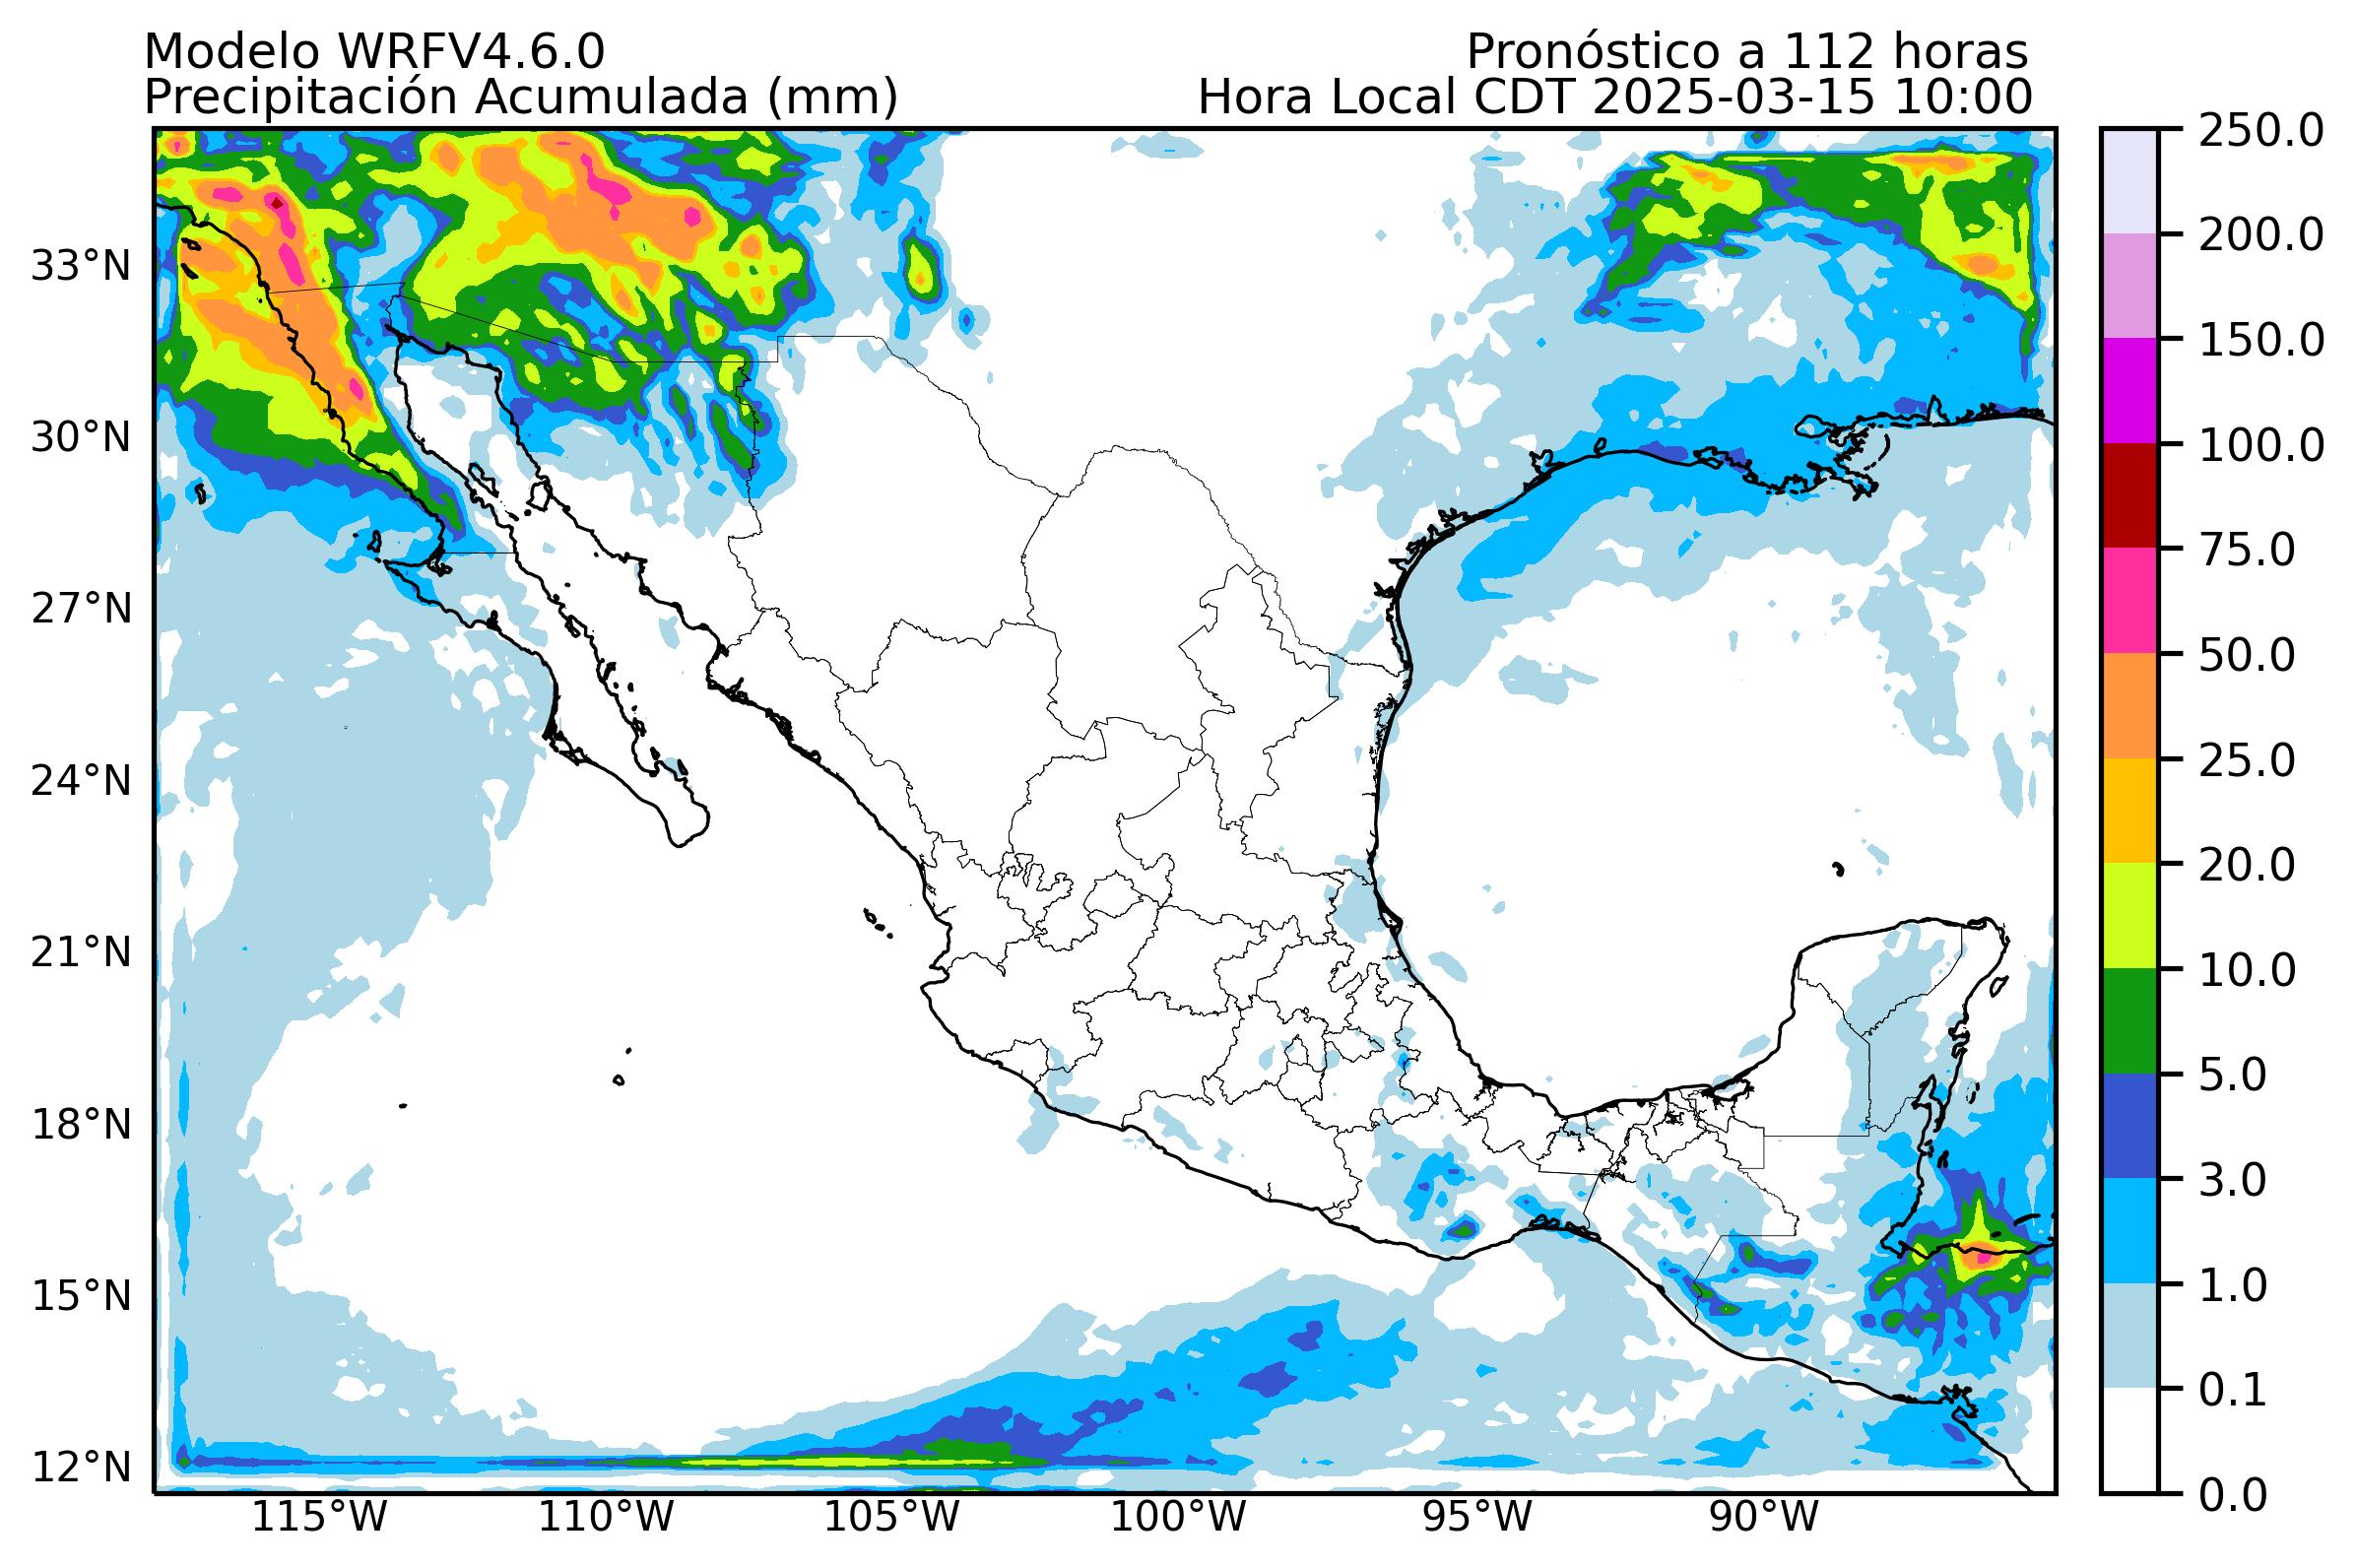 Modelo WRFV4.6.0
Pronóstico a 112 horas
Precipitación Acumulada (mm)
Hora Local CDT 2025-03-15 10:00
250.0
200.0
150.0
100.0
75.0
50.0
25.0
20.0
10.0
5.0
3.0
1.0
0.1
0.0
33°N
30°N
27°N
24°N
21°N
18°N
15°N
12°N
115°W
110°W
105°W
100°W
95°W
90°W